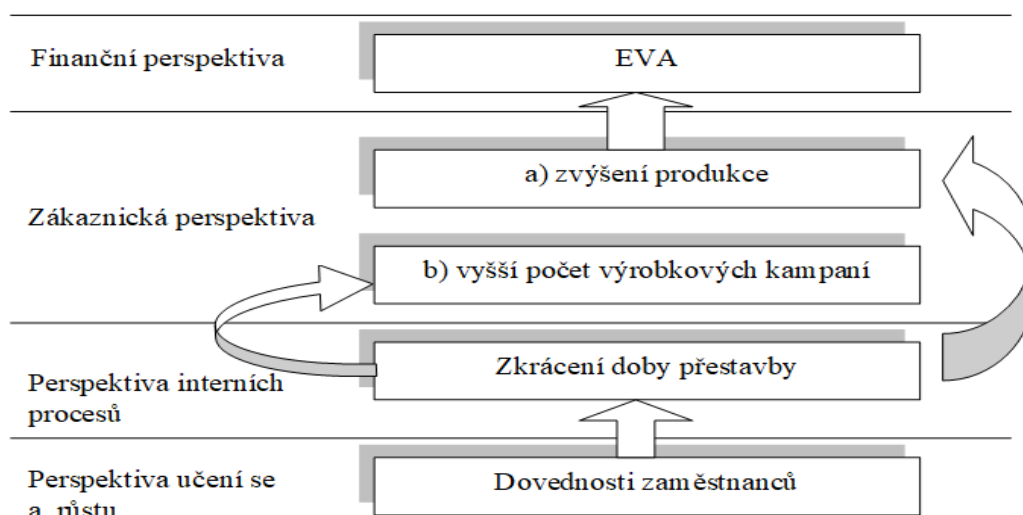 Finanční perspektiva
EVA
a) zvýšení produkce
Zákaznická perspektiva
b) vyšší počet výrobkových kampaní
Zkrácení doby přestavby
Perspektiva interních
procesů
Dovednosti zaměstnanců
Perspektiva učení se
a růstu